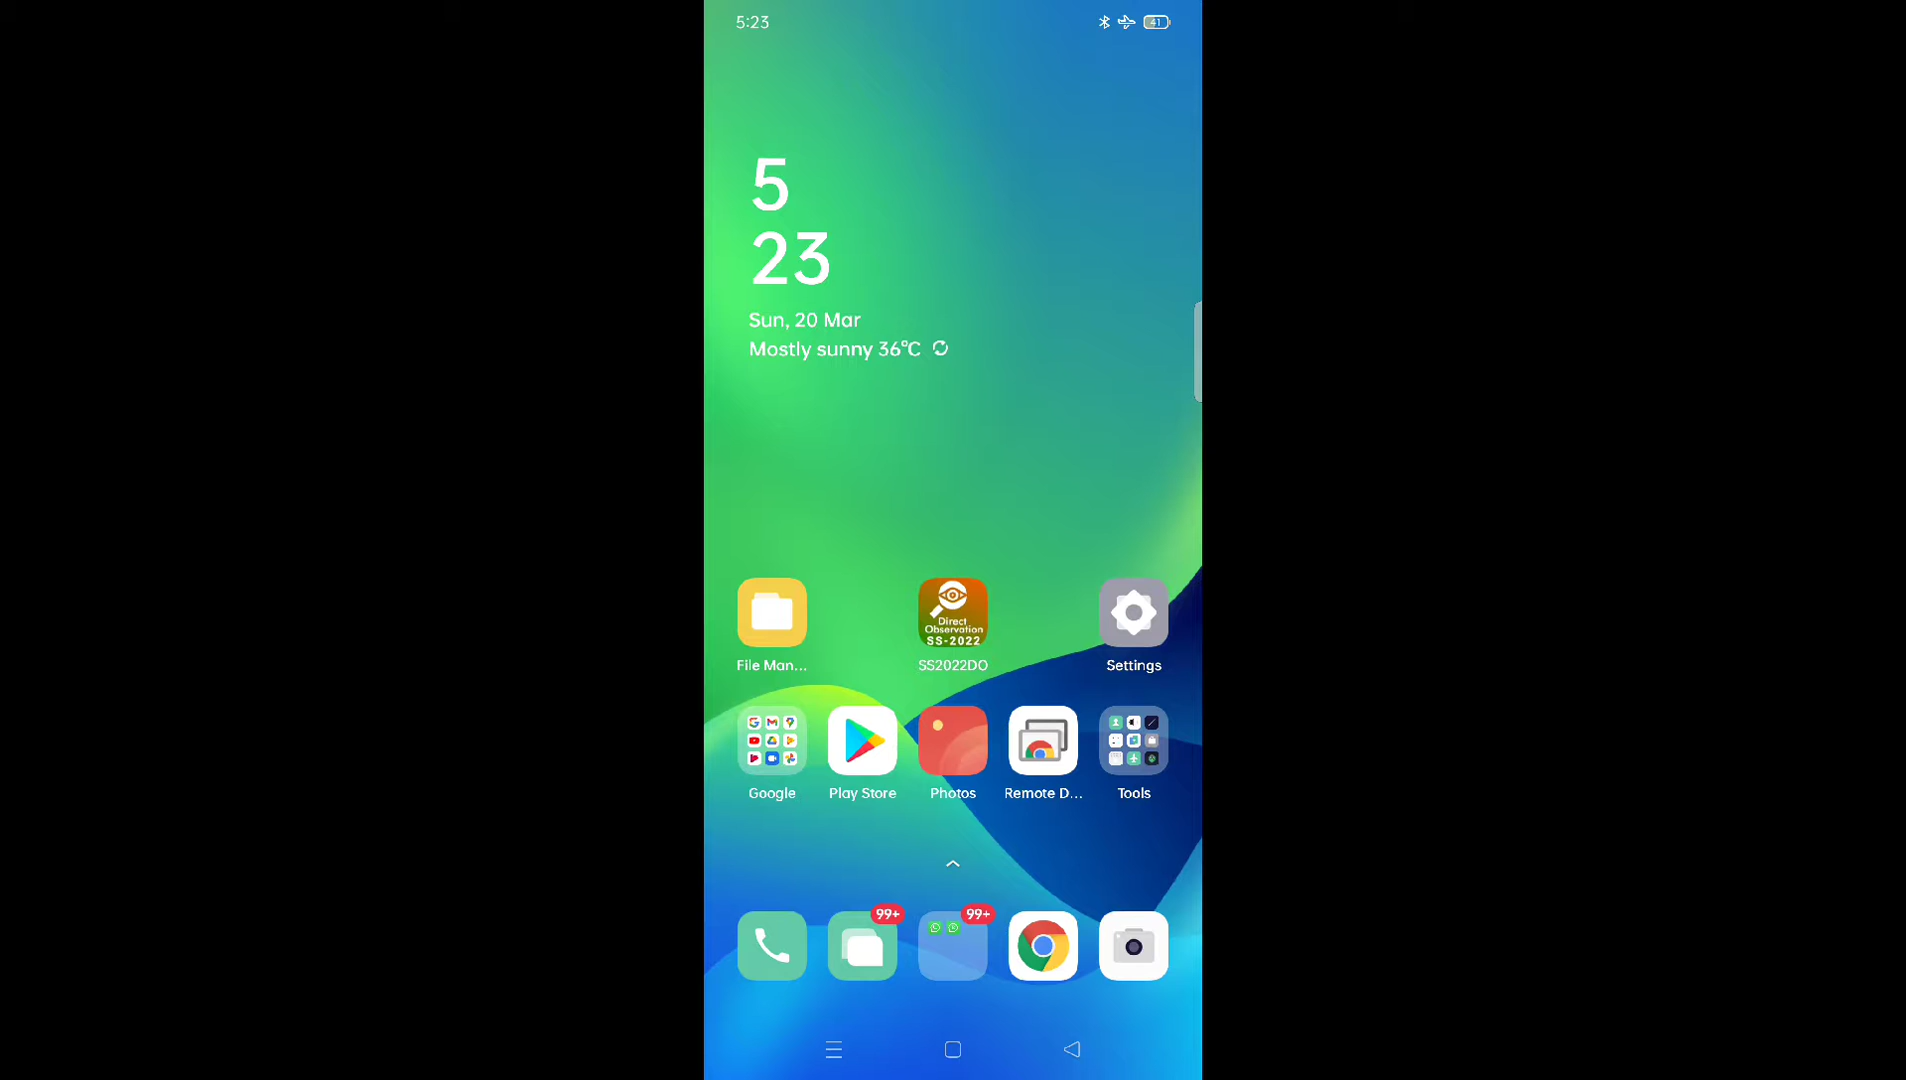 5:23
41
5
23
Sun, 20 Mar
Mostly sunny 36°C
Direct
Observation
SS-2022
File Man...
SS2022DO
Settings
Google
Play Store
Photos
Remote D...
Tools
99+
99+